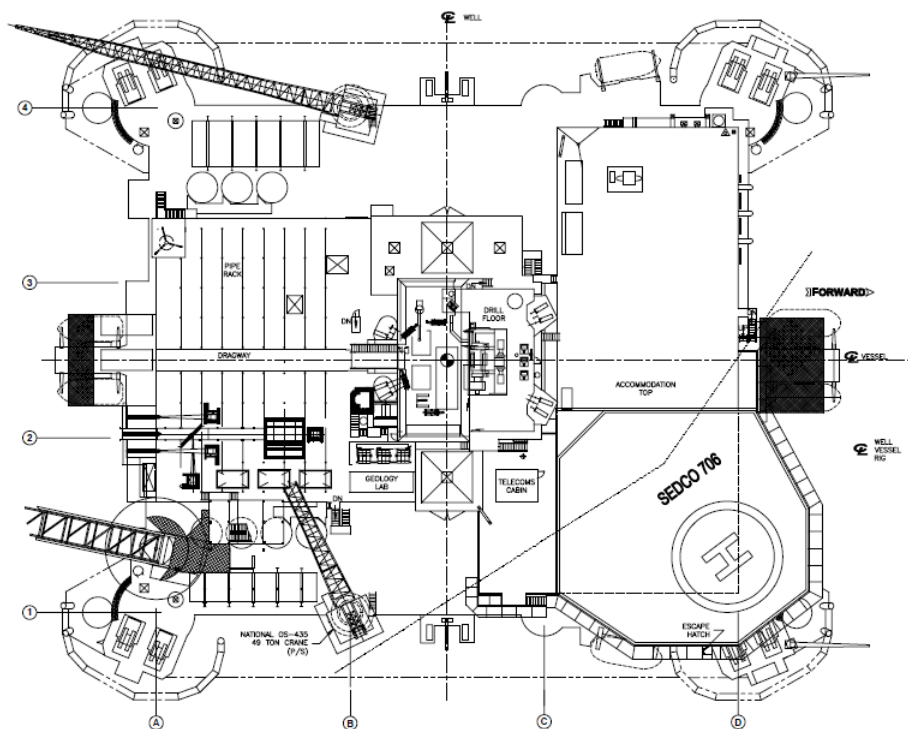 ℄ WELL
4
3
PIPE
RACK
DN
DN
DRILL
FLOOR
FORWARD
DRAGWAY
℄ VESSEL
ACCOMMODATION
TOP
2
℄ WELL
VESSEL
RIG
GEOLOGY
LAB
TELECOMS
CABIN
SEDCO 706
DN
H
1
NATIONAL OS-435
49 TON CRANE
(P/S)
ESCAPE
HATCH
A
B
C
D